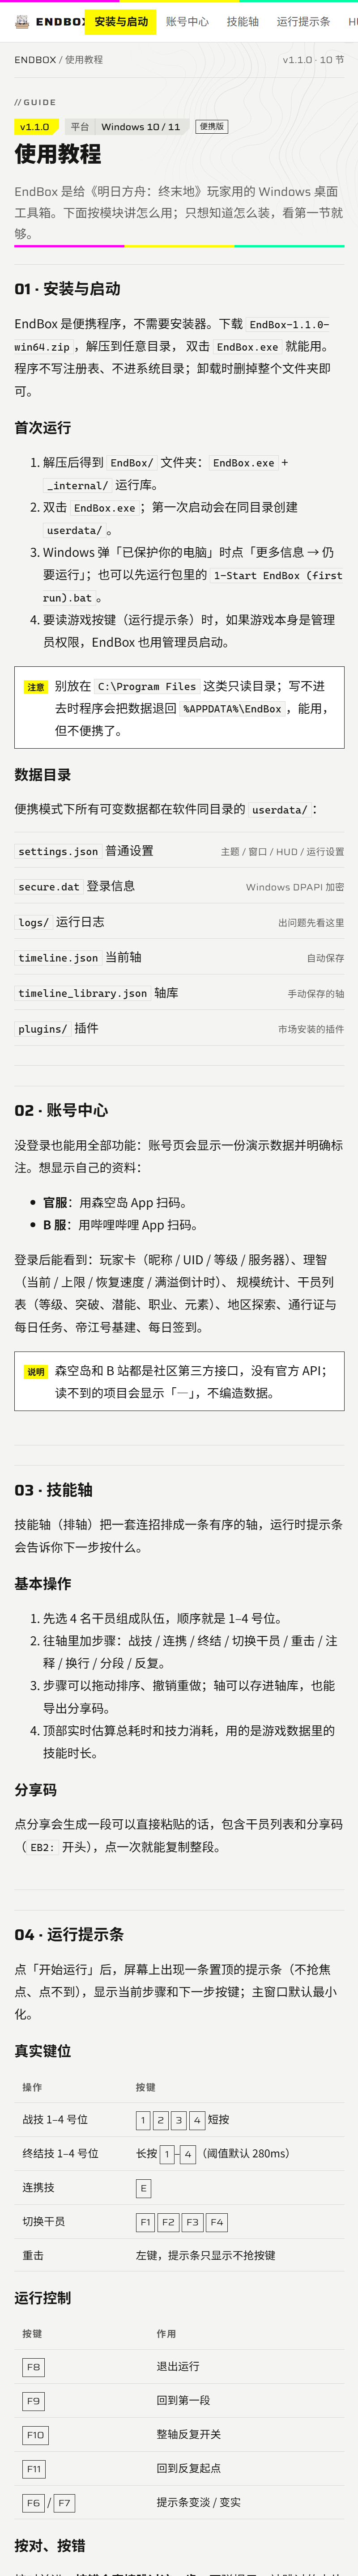 ENDBOX 安装与启动 账号中心 技能轴 运行提示条
ENDBOX / 使用教程 v1.1.0 · 10 节
//GUIDE
v1.1.0 平台 Windows 10 / 11 便携版
使用教程
EndBox 是给《明日方舟：终末地》玩家用的 Windows 桌面
工具箱。下面按模块讲怎么用；只想知道怎么装，看第一节就
够。
01 · 安装与启动
EndBox 是便携程序，不需要安装器。下载 EndBox-1.1.0-
win64.zip，解压到任意目录， 双击 EndBox.exe 就能用。
程序不写注册表、不进系统目录；卸载时删掉整个文件夹即
可。
首次运行
1. 解压后得到 EndBox/ 文件夹：EndBox.exe +
_internal/ 运行库。
2. 双击 EndBox.exe；第一次启动会在同目录创建
userdata/。
3. Windows 弹「已保护你的电脑」时点「更多信息 → 仍
要运行」；也可以先运行包里的 1-Start EndBox (first
run).bat。
4. 要读游戏按键（运行提示条）时，如果游戏本身是管理
员权限，EndBox 也用管理员启动。
注意 别放在 C:\Program Files 这类只读目录；写不进
去时程序会把数据退回 %APPDATA%\EndBox，能用，
但不便携了。
数据目录
便携模式下所有可变数据都在软件同目录的 userdata/：
settings.json 普通设置 主题 / 窗口 / HUD / 运行设置
secure.dat 登录信息 Windows DPAPI 加密
logs/ 运行日志 出问题先看这里
timeline.json 当前轴 自动保存
timeline_library.json 轴库 手动保存的轴
plugins/ 插件 市场安装的插件
02 · 账号中心
没登录也能用全部功能：账号页会显示一份演示数据并明确标
注。想显示自己的资料：
• 官服：用森空岛 App 扫码。
• B 服：用哔哩哔哩 App 扫码。
登录后能看到：玩家卡（昵称 / UID / 等级 / 服务器）、理智
（当前 / 上限 / 恢复速度 / 满溢倒计时）、 规模统计、干员列
表（等级、突破、潜能、职业、元素）、地区探索、通行证与
每日任务、帝江号基建、每日签到。
说明 森空岛和 B 站都是社区第三方接口，没有官方 API；
读不到的项目会显示「—」，不编造数据。
03 · 技能轴
技能轴（排轴）把一套连招排成一条有序的轴，运行时提示条
会告诉你下一步按什么。
基本操作
1. 先选 4 名干员组成队伍，顺序就是 1–4 号位。
2. 往轴里加步骤：战技 / 连携 / 终结 / 切换干员 / 重击 / 注
释 / 换行 / 分段 / 反复。
3. 步骤可以拖动排序、撤销重做；轴可以存进轴库，也能
导出分享码。
4. 顶部实时估算总耗时和技力消耗，用的是游戏数据里的
技能时长。
分享码
点分享会生成一段可以直接粘贴的话，包含干员列表和分享码
（EB2: 开头），点一次就能复制整段。
04 · 运行提示条
点「开始运行」后，屏幕上出现一条置顶的提示条（不抢焦
点、点不到），显示当前步骤和下一步按键；主窗口默认最小
化。
真实键位
操作 按键
战技 1–4 号位 1 2 3 4 短按
终结技 1–4 号位 长按 1–4（阈值默认 280ms）
连携技 E
切换干员 F1 F2 F3 F4
重击 左键，提示条只显示不抢按键
运行控制
按键 作用
F8 退出运行
F9 回到第一段
F10 整轴反复开关
F11 回到反复起点
F6 / F7 提示条变淡 / 变实
按对、按错